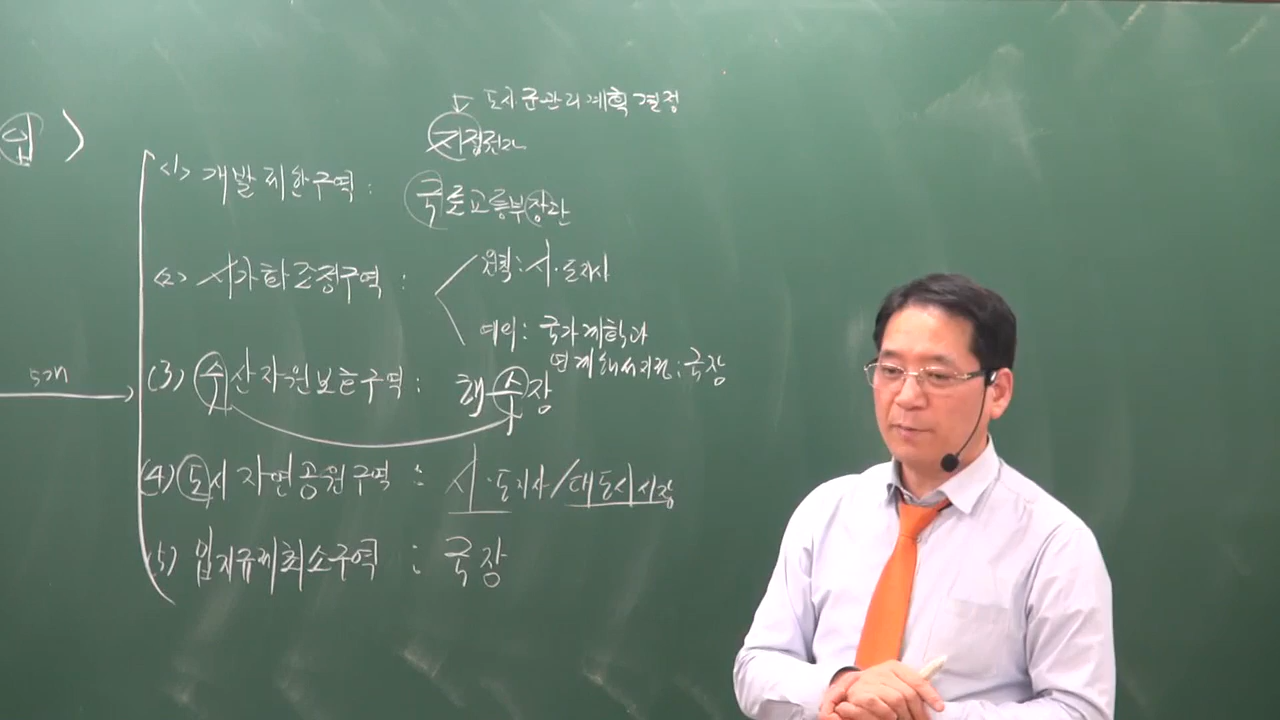 입 >
↓ 도시·군관리계획결정
지정권자
<1> 개발제한구역 : 국토교통부장관
<2> 시가화조정구역 : 원칙 : 시·도지사
예외 : 국가계획과
연계해서지정 : 국장
5개 →
(3) 수산자원보호구역 : 해수장
(4) 도시자연공원구역 : 시·도지사/대도시시장
(5) 입지규제최소구역 : 국장